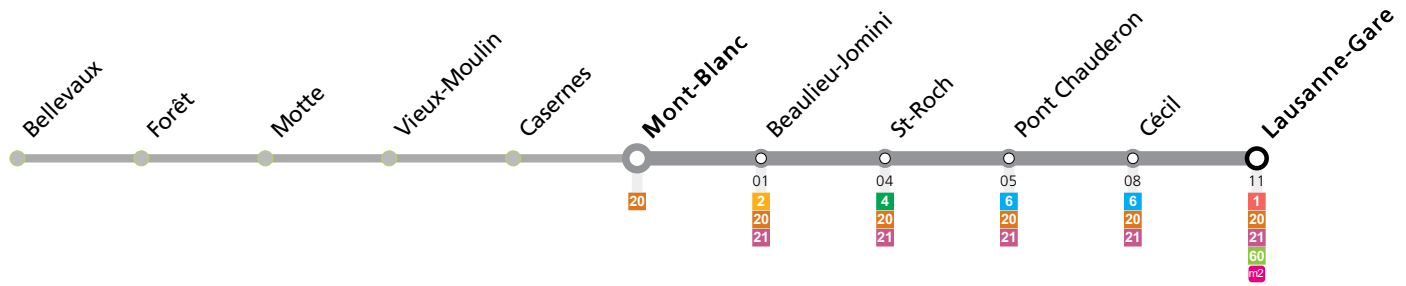 Bellevaux
Forêt
Motte
Vieux-Moulin
Casernes
Mont-Blanc
Beaulieu-Jomini
St-Roch
Pont Chauderon
Cécil
Lausanne-Gare
01 04 05 08 11
20 2 4 6 6 1
20 20 20 20 20
21 21 21 21 21
60
m2